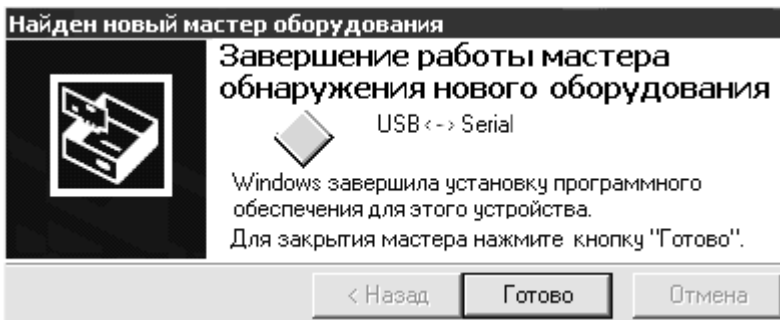 Найден новый мастер оборудования
Завершение работы мастера
обнаружения нового оборудования
USB <-> Serial
Windows завершила установку программного
обеспечения для этого устройства.
Для закрытия мастера нажмите кнопку "Готово".
< Назад Готово Отмена